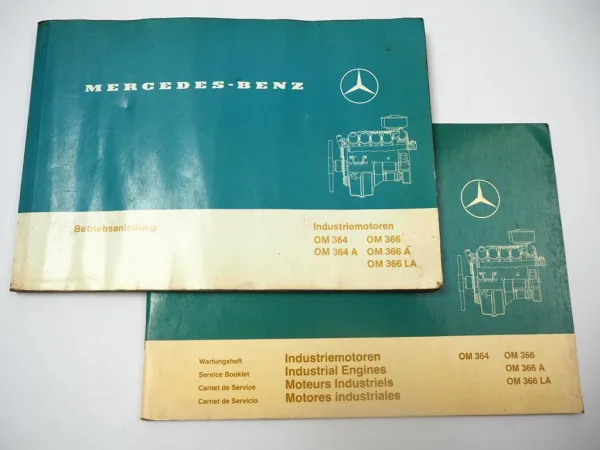 MERCEDES-BENZ
Betriebsanleitung
Industriemotoren
OM 364 OM 366
OM 364 A OM 366 A
OM 366 LA
Wartungsheft
Service Booklet
Carnet de Service
Carnet de Servicio
Industriemotoren
Industrial Engines
Moteurs Industriels
Motores industriales
OM 364 OM 366
OM 366 A
OM 366 LA